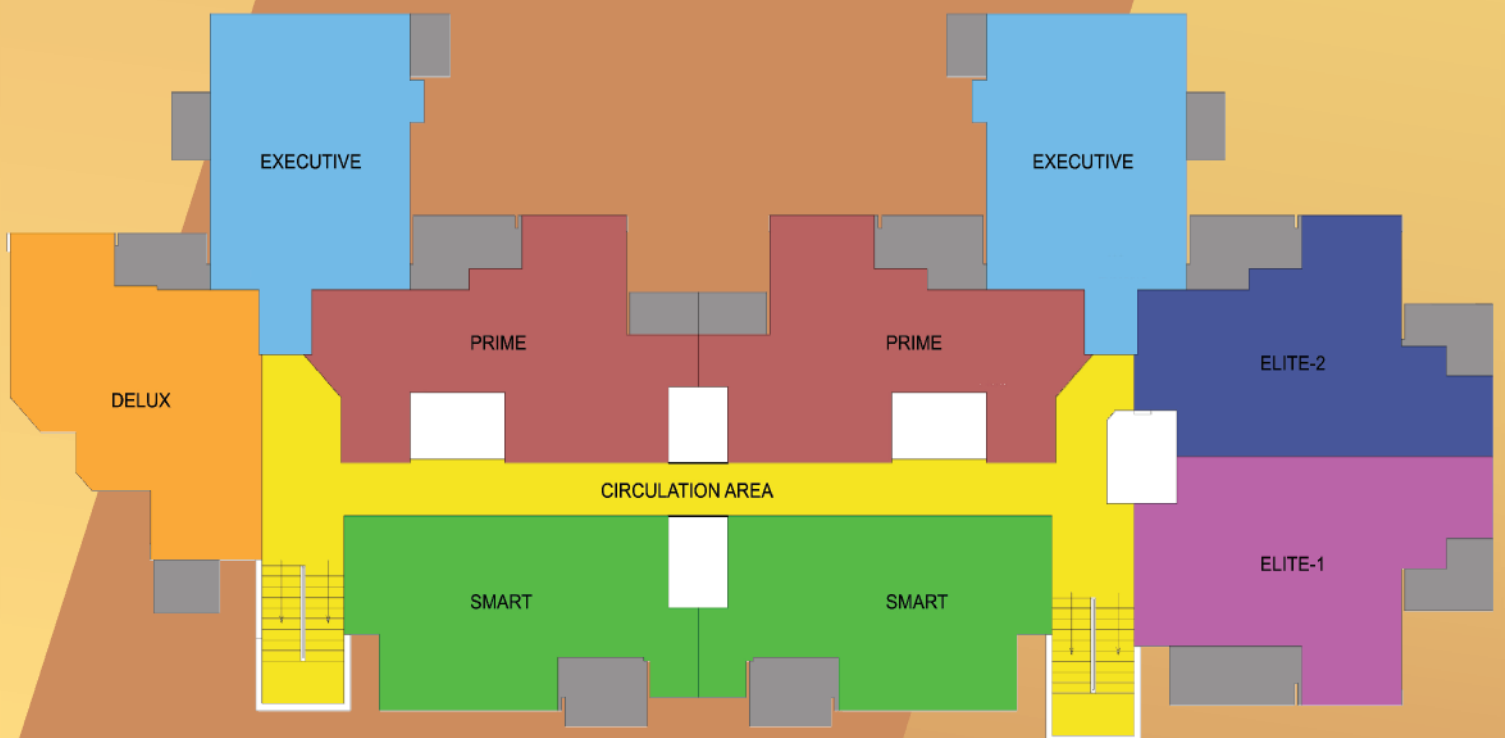 EXECUTIVE
EXECUTIVE
PRIME
PRIME
ELITE-2
DELUX
CIRCULATION AREA
ELITE-1
SMART
SMART